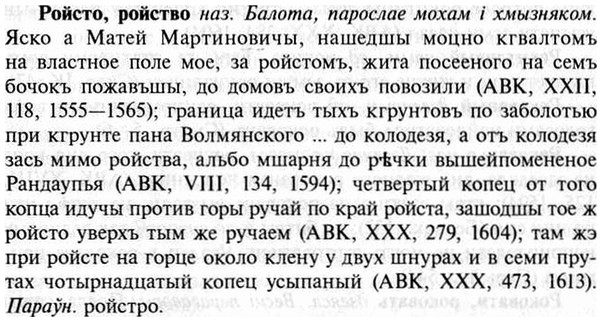 Ройсто, ройство наз. Балота, парослае мохам і хмызняком.
Яско а Матей Мартиновичы, нашедшы моцно кгвалтомъ
на властное поле мое, за ройстомъ, жита посееного на семъ
бочокъ пожавъшы, до домовъ своихъ повозили (АВК, XXII,
118, 1555—1565); граница идетъ тыхъ кгрунтовъ по заболотью
при кгрунте пана Волмянского ... до колодезя, а отъ колодезя
зась мимо ройства, альбо мшарня до рѣчки вышейпомененое
Рандаупья (АВК, VIII, 134, 1594); четвертый копец от того
копца идучы против горы ручай по край ройста, зашодшы тое ж
ройсто уверхъ тым же ручаем (АВК, XXX, 279, 1604); там жэ
при ройсте на горце около клену у двух шнурах и в семи пру-
тах чотырнадцатый копец усыпаный (АВК, XXX, 473, 1613).
Параўн. ройстро.